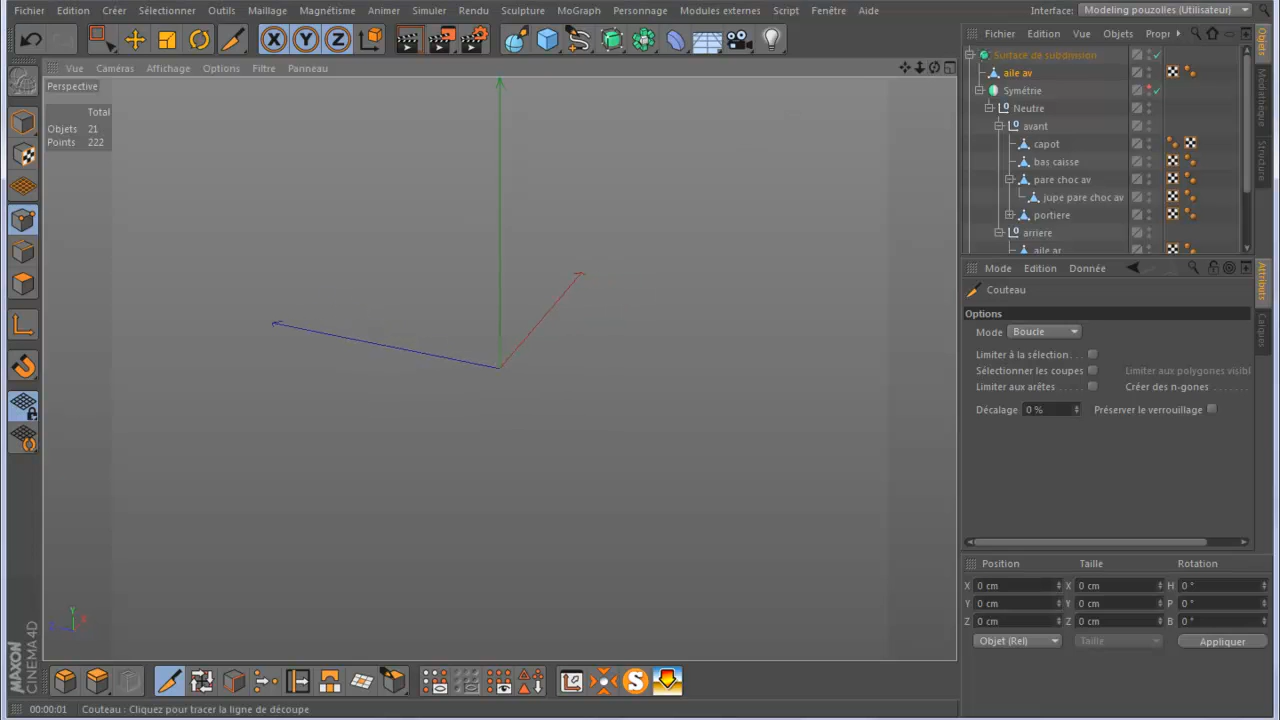 Fichier Edition Créer Sélectionner Outils Maillage Magnétisme Animer Simuler Rendu Sculpture MoGraph Personnage Modules externes Script Fenêtre Aide Interface: Modeling pouzolles (Utilisateur)
Fichier Edition Vue Objets Propr
Vue Caméras Affichage Options Filtre Panneau
Perspective
Total
Objets 21
Points 222
Surface de subdivision
aile av
Symétrie
Neutre
avant
capot
bas caisse
pare choc av
jupe pare choc av
portiere
arriere
aile ar
Objets
Médiathèque
Structure
Mode Edition Donnée
Couteau
Options
Mode Boucle
Limiter à la sélection . . .
Sélectionner les coupes Limiter aux polygones visibl
Limiter aux arêtes . . . . . Créer des n-gones . . . . . . .
Décalage 0 % Préserver le verrouillage
Attributs
Calques
Position Taille Rotation
X 0 cm X 0 cm H 0 °
Y 0 cm Y 0 cm P 0 °
Z 0 cm Z 0 cm B 0 °
Objet (Rel) Taille Appliquer
Y
X
Z
MAXON
CINEMA 4D
00:00:01 Couteau : Cliquez pour tracer la ligne de découpe